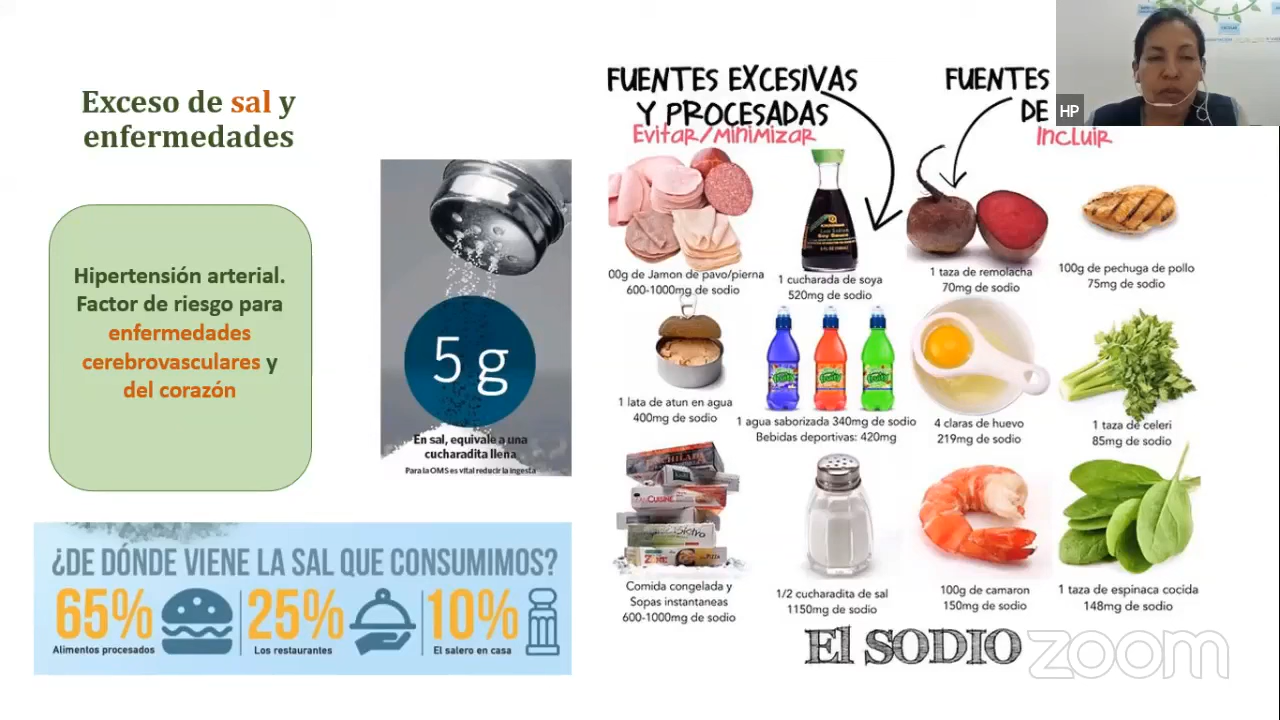 Exceso de sal y
enfermedades
Hipertensión arterial.
Factor de riesgo para
enfermedades
cerebrovasculares y
del corazón
5 g
En sal, equivale a una
cucharadita llena
Para la OMS es vital reducir la ingesta
¿DE DÓNDE VIENE LA SAL QUE CONSUMIMOS?
65%
Alimentos procesados
25%
Los restaurantes
10%
El salero en casa
FUENTES EXCESIVAS
Y PROCESADAS
Evitar/minimizar
FUENTES
DE
Incluir
HP
00g de Jamon de pavo/pierna
600-1000mg de sodio
1 cucharada de soya
520mg de sodio
1 taza de remolacha
70mg de sodio
100g de pechuga de pollo
75mg de sodio
1 lata de atun en agua
400mg de sodio
1 agua saborizada 340mg de sodio
Bebidas deportivas: 420mg
4 claras de huevo
219mg de sodio
1 taza de celeri
85mg de sodio
Comida congelada y
Sopas instantaneas
600-1000mg de sodio
1/2 cucharadita de sal
1150mg de sodio
100g de camaron
150mg de sodio
1 taza de espinaca cocida
148mg de sodio
El SODIO
zoom